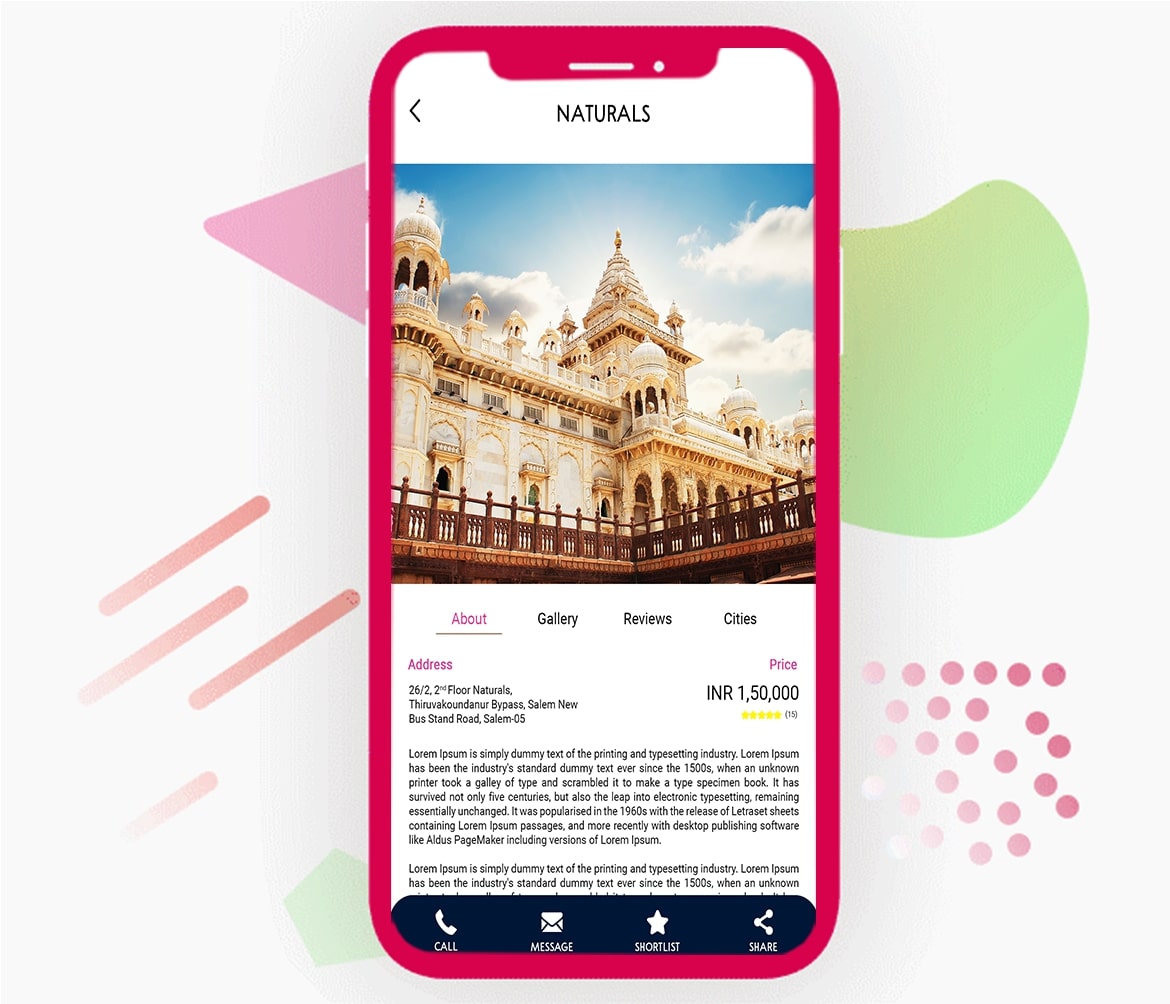 NATURALS
About Gallery Reviews Cities
Address Price
26/2, 2nd Floor Naturals,
Thiruvakoundanur Bypass, Salem New
Bus Stand Road, Salem-05
INR 1,50,000
(15)
Lorem Ipsum is simply dummy text of the printing and typesetting industry. Lorem Ipsum
has been the industry's standard dummy text ever since the 1500s, when an unknown
printer took a galley of type and scrambled it to make a type specimen book. It has
survived not only five centuries, but also the leap into electronic typesetting, remaining
essentially unchanged. It was popularised in the 1960s with the release of Letraset sheets
containing Lorem Ipsum passages, and more recently with desktop publishing software
like Aldus PageMaker including versions of Lorem Ipsum.
Lorem Ipsum is simply dummy text of the printing and typesetting industry. Lorem Ipsum
has been the industry's standard dummy text ever since the 1500s, when an unknown
CALL MESSAGE SHORTLIST SHARE